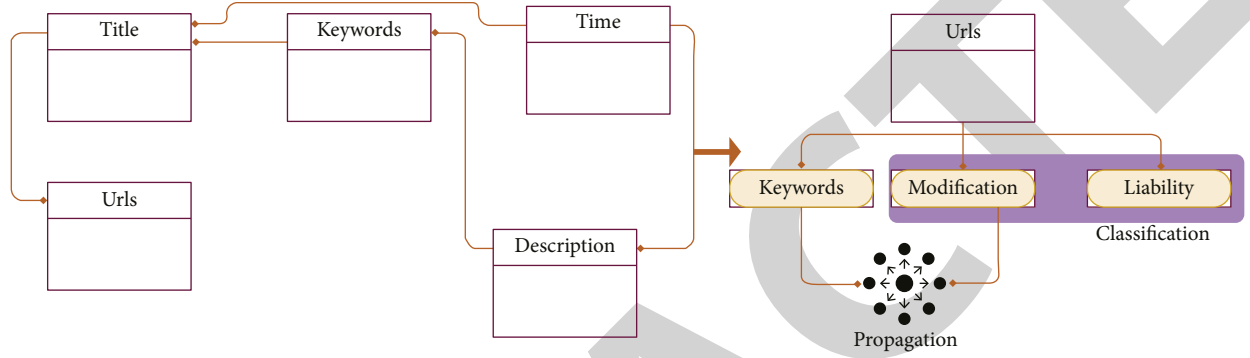 Title
Keywords
Time
Urls
Urls
Description
Keywords
Modification
Liability
Classification
Propagation